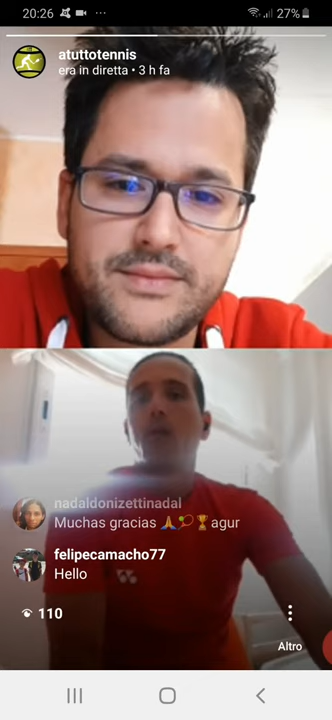 20:26
27%
atuttotennis
era in diretta • 3 h fa
nadaldonizettinadal
Muchas gracias 🙏🎾🏆agur
felipecamacho77
Hello
110
Altro